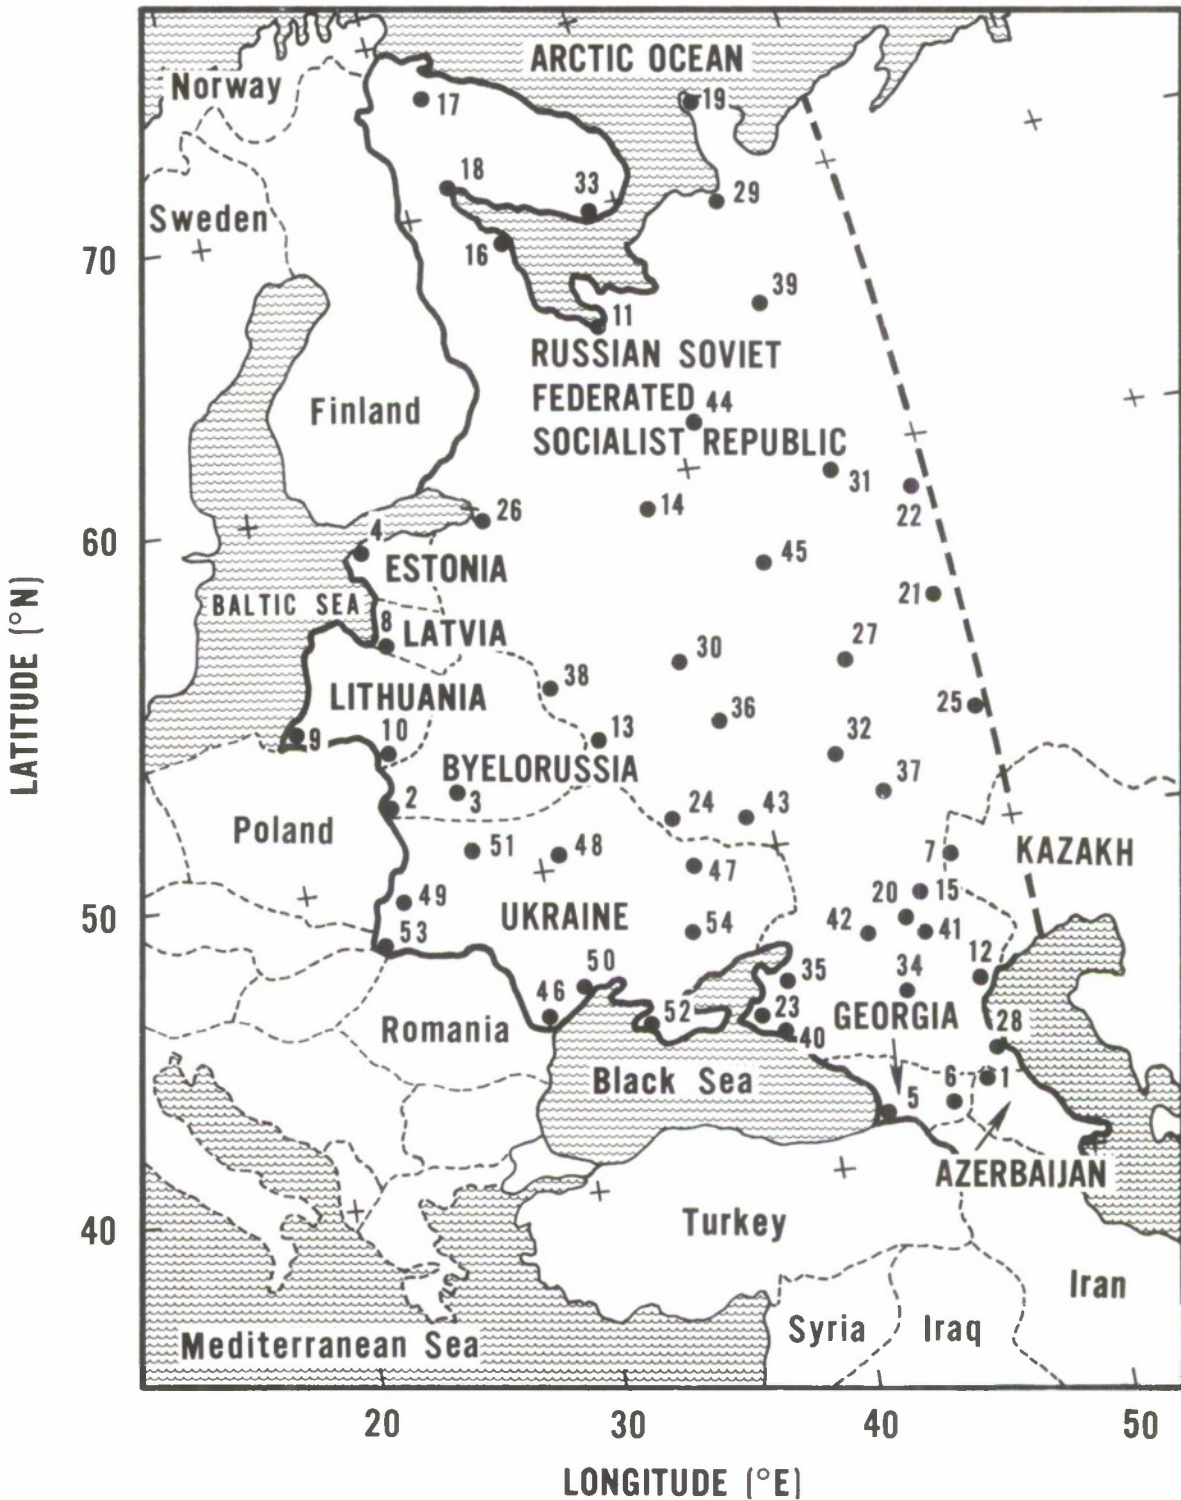 ARCTIC OCEAN
Norway
17
19
18
33
29
Sweden
16
70
39
11
RUSSIAN SOVIET
FEDERATED
44
SOCIALIST REPUBLIC
Finland
31
14
22
26
4
60
45
ESTONIA
21
BALTIC SEA
8
LATVIA
30
27
38
LITHUANIA
25
36
9
10
13
32
BYELORUSSIA
37
2
3
24
43
Poland
51
48
47
7
KAZAKH
49
20
15
50
UKRAINE
54
42
41
53
12
50
35
34
46
52
23
GEORGIA
Romania
40
28
Black Sea
6
1
5
AZERBAIJAN
40
Turkey
Iran
Syria
Iraq
Mediterranean Sea
20
30
40
50
LATITUDE (°N)
LONGITUDE (°E)